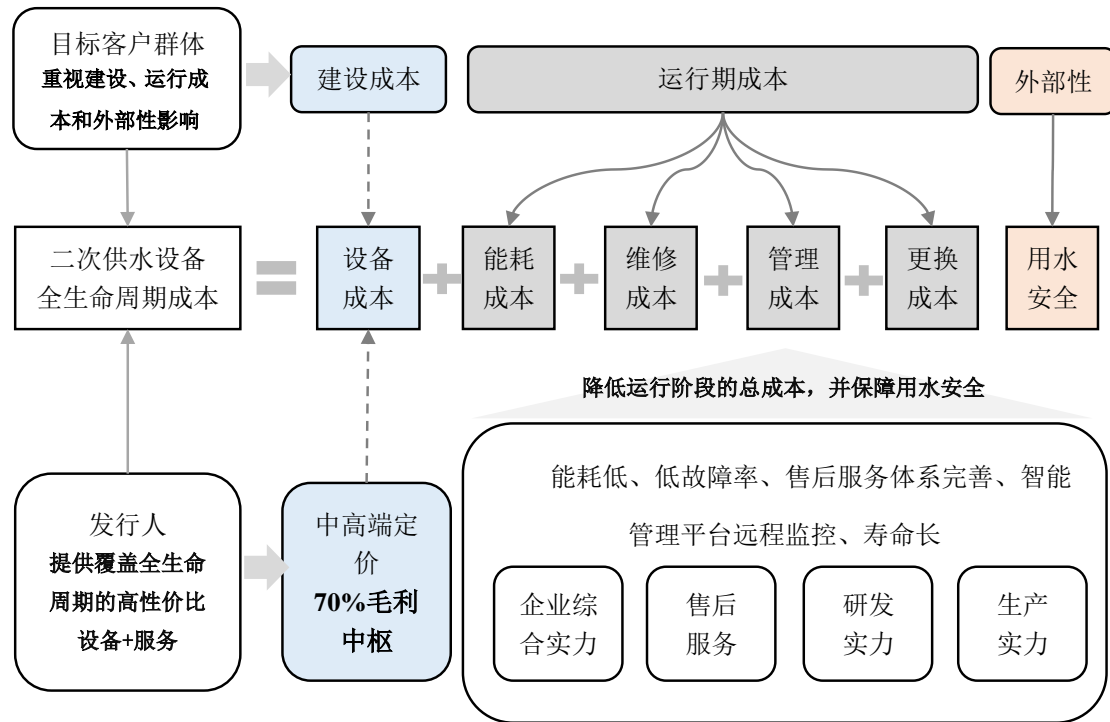 目标客户群体
重视建设、运行成
本和外部性影响
建设成本
运行期成本
外部性
二次供水设备
全生命周期成本
=
设备
成本
+
能耗
成本
+
维修
成本
+
管理
成本
+
更换
成本
用水
安全
降低运行阶段的总成本，并保障用水安全
发行人
提供覆盖全生命
周期的高性价比
设备+服务
中高端定
价
70%毛利
中枢
能耗低、低故障率、售后服务体系完善、智能
管理平台远程监控、寿命长
企业综
合实力
售后
服务
研发
实力
生产
实力